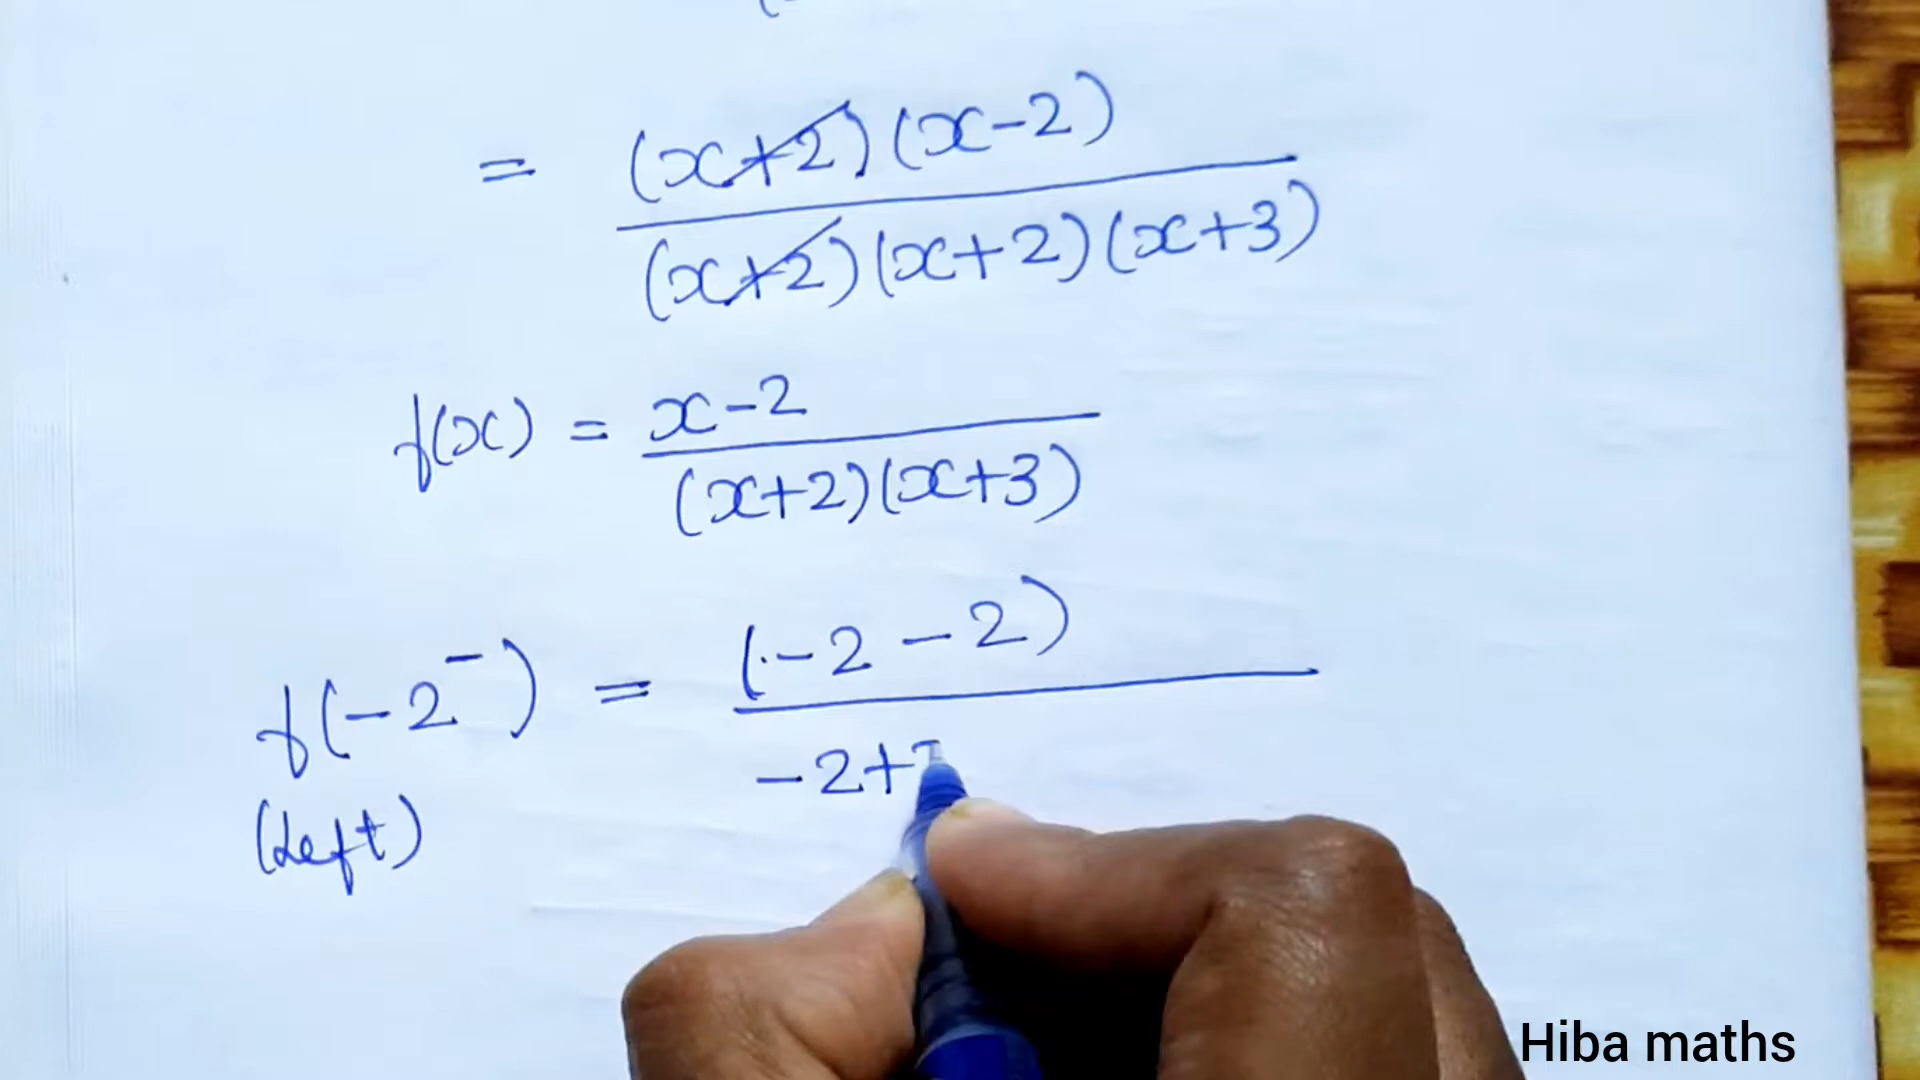 = (x+2)(x-2)
(x+2)(x+2)(x+3)
f(x) = x-2
(x+2)(x+3)
f(-2⁻) = (-2-2)
-2+
(Left)
Hiba maths